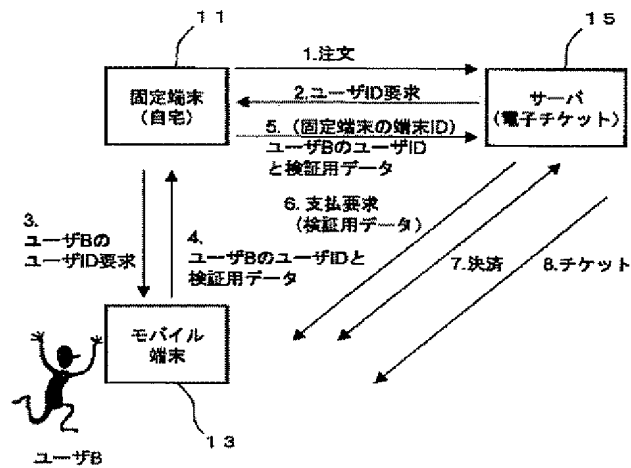 11
15
1.注文
固定端末
(自宅)
2.ユーザID要求
サーバ
(電子チケット)
5.(固定端末の端末ID)
ユーザBのユーザID
と検証用データ
6.支払要求
(検証用データ)
3.
ユーザBの
ユーザID要求
4.
ユーザBのユーザIDと
検証用データ
7.決済
8.チケット
モバイル
端末
13
ユーザB